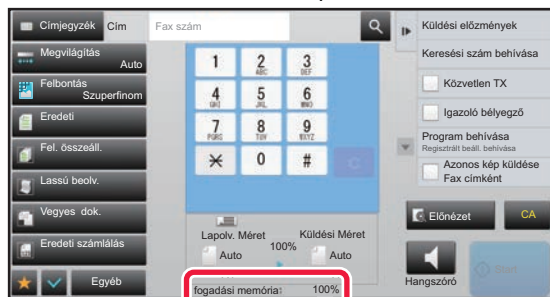 Címjegyzék
Cím
Fax szám
Megvilágítás
Auto
Felbontás
Szuperfinom
Eredeti
Fel. összeáll.
Lassú beolv.
Vegyes dok.
Eredeti számlálás
Egyéb
1 2 3
ABC DEF
4 5 6
GHI JKL MNO
7 8 9
PQRS TUV WXYZ
0 #
C
Lapolv. Méret
100%
Küldési Méret
Auto
Auto
fogadási memória: 100%
Küldési előzmények
Keresési szám behívása
Közvetlen TX
Igazoló bélyegző
Program behívása
Regisztrált beáll. behívása
Azonos kép küldése
Fax címként
Előnézet
CA
Hangszóró
Start